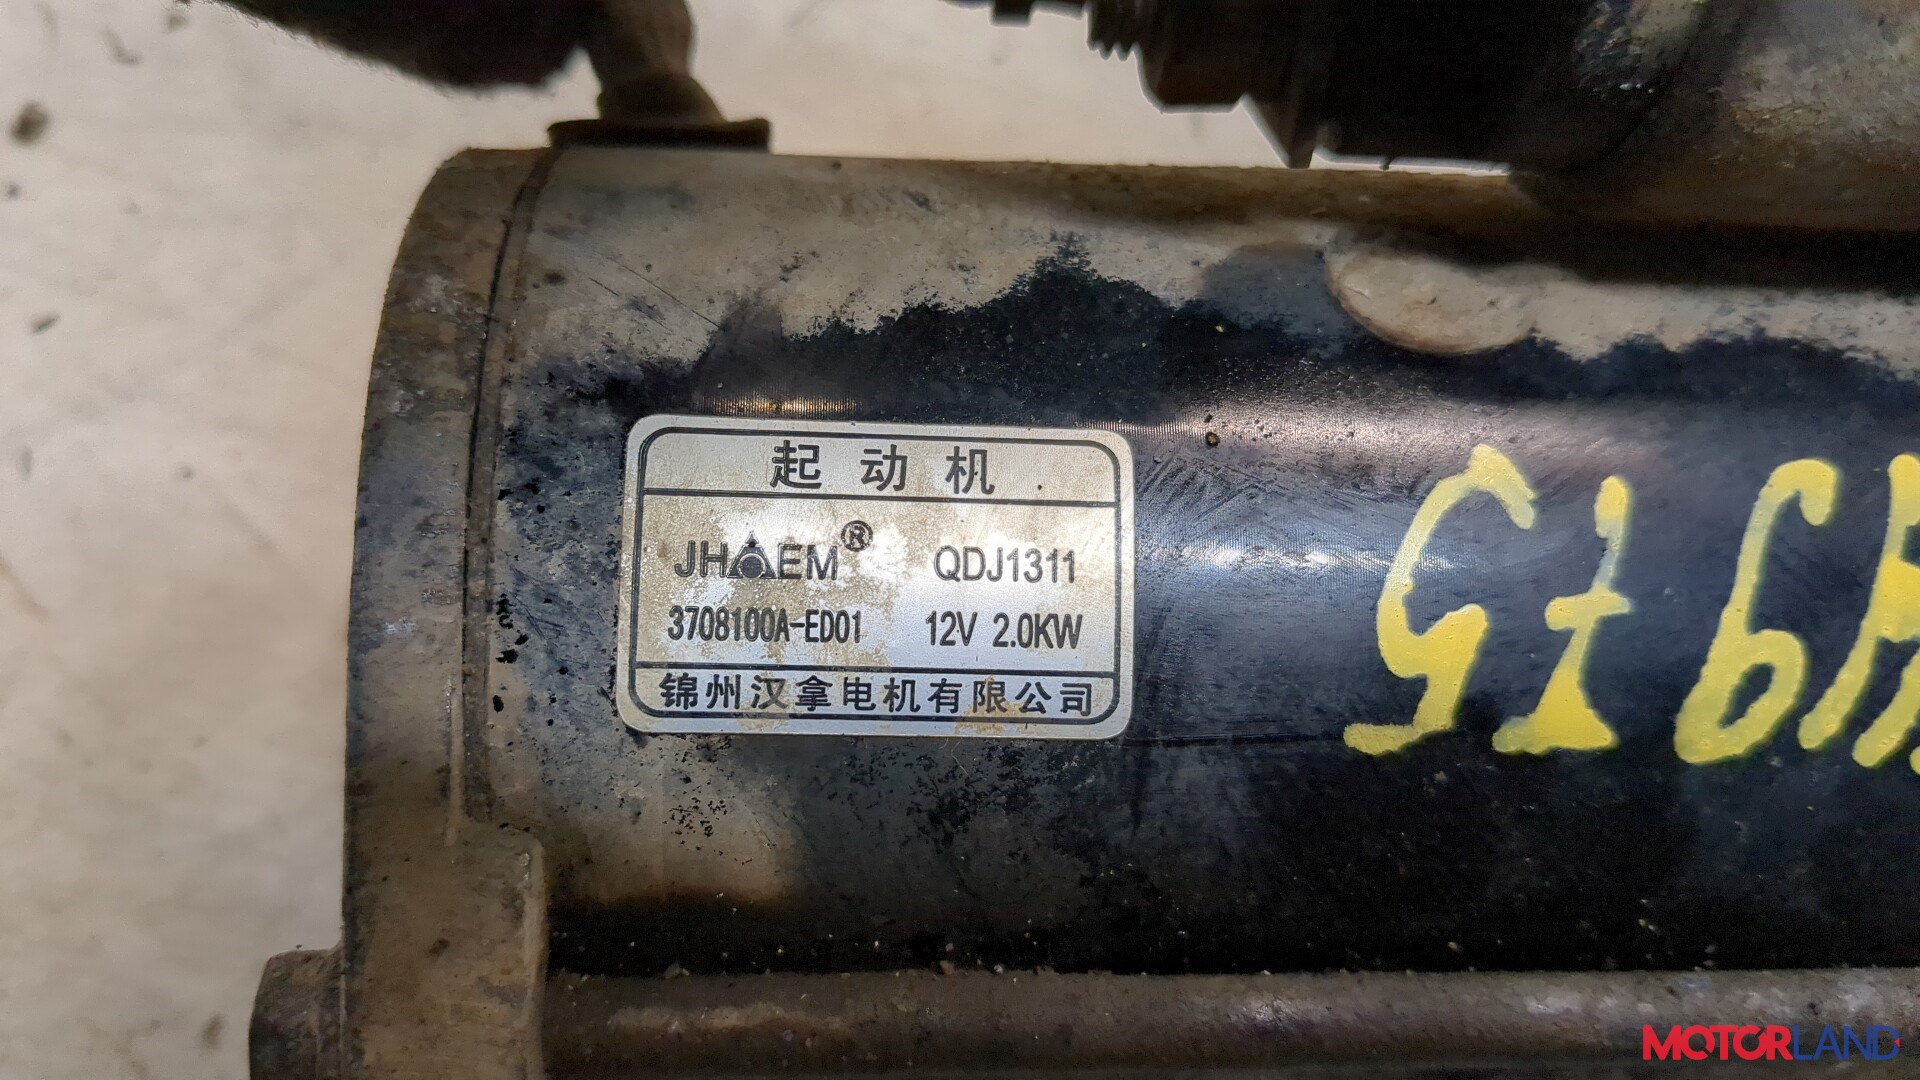 起动机
JHEM® QDJ1311
3708100A-ED01 12V 2.0KW
锦州汉拿电机有限公司
MOTORLAND